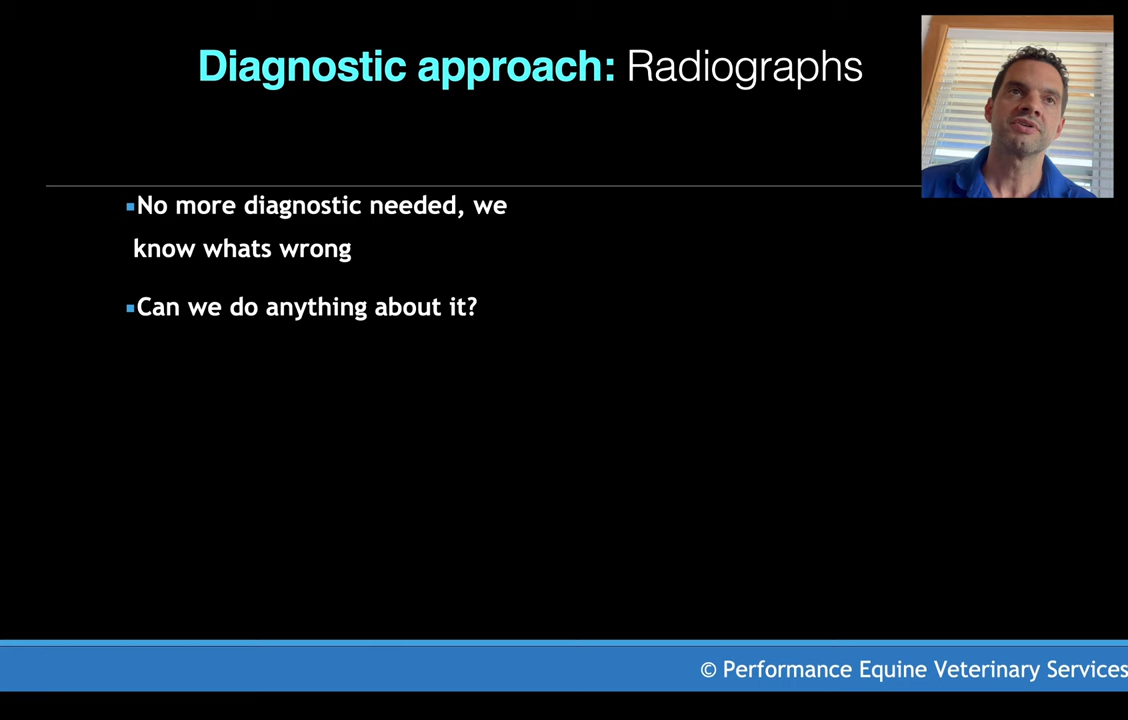 Diagnostic approach: Radiographs
▪No more diagnostic needed, we
know whats wrong
▪Can we do anything about it?
© Performance Equine Veterinary Services